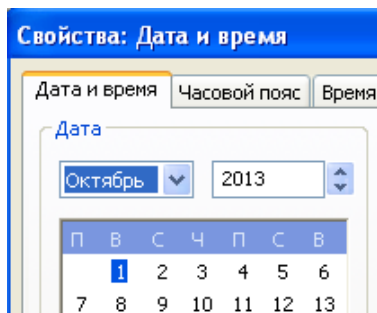 Свойства: Дата и время
Дата и время Часовой пояс Время
Дата
Октябрь 2013
П В С Ч П С В
1 2 3 4 5 6
7 8 9 10 11 12 13